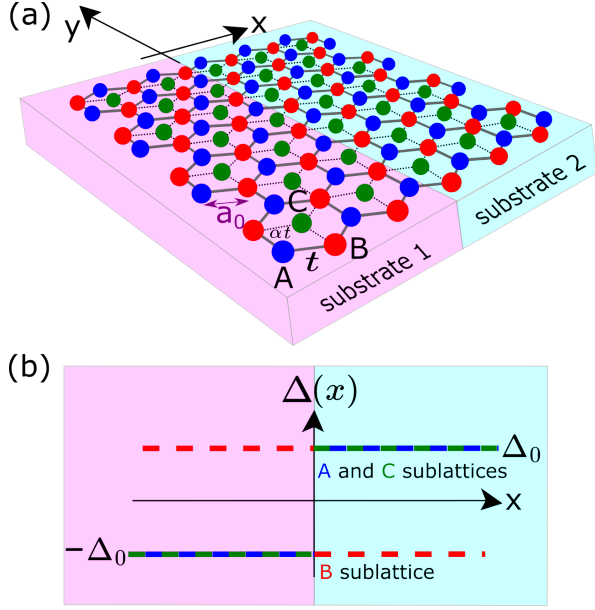 (a)
y
x
C
a₀
αt
A
t
B
substrate 1
substrate 2
(b)
Δ(x)
Δ₀
A and C sublattices
x
−Δ₀
B sublattice